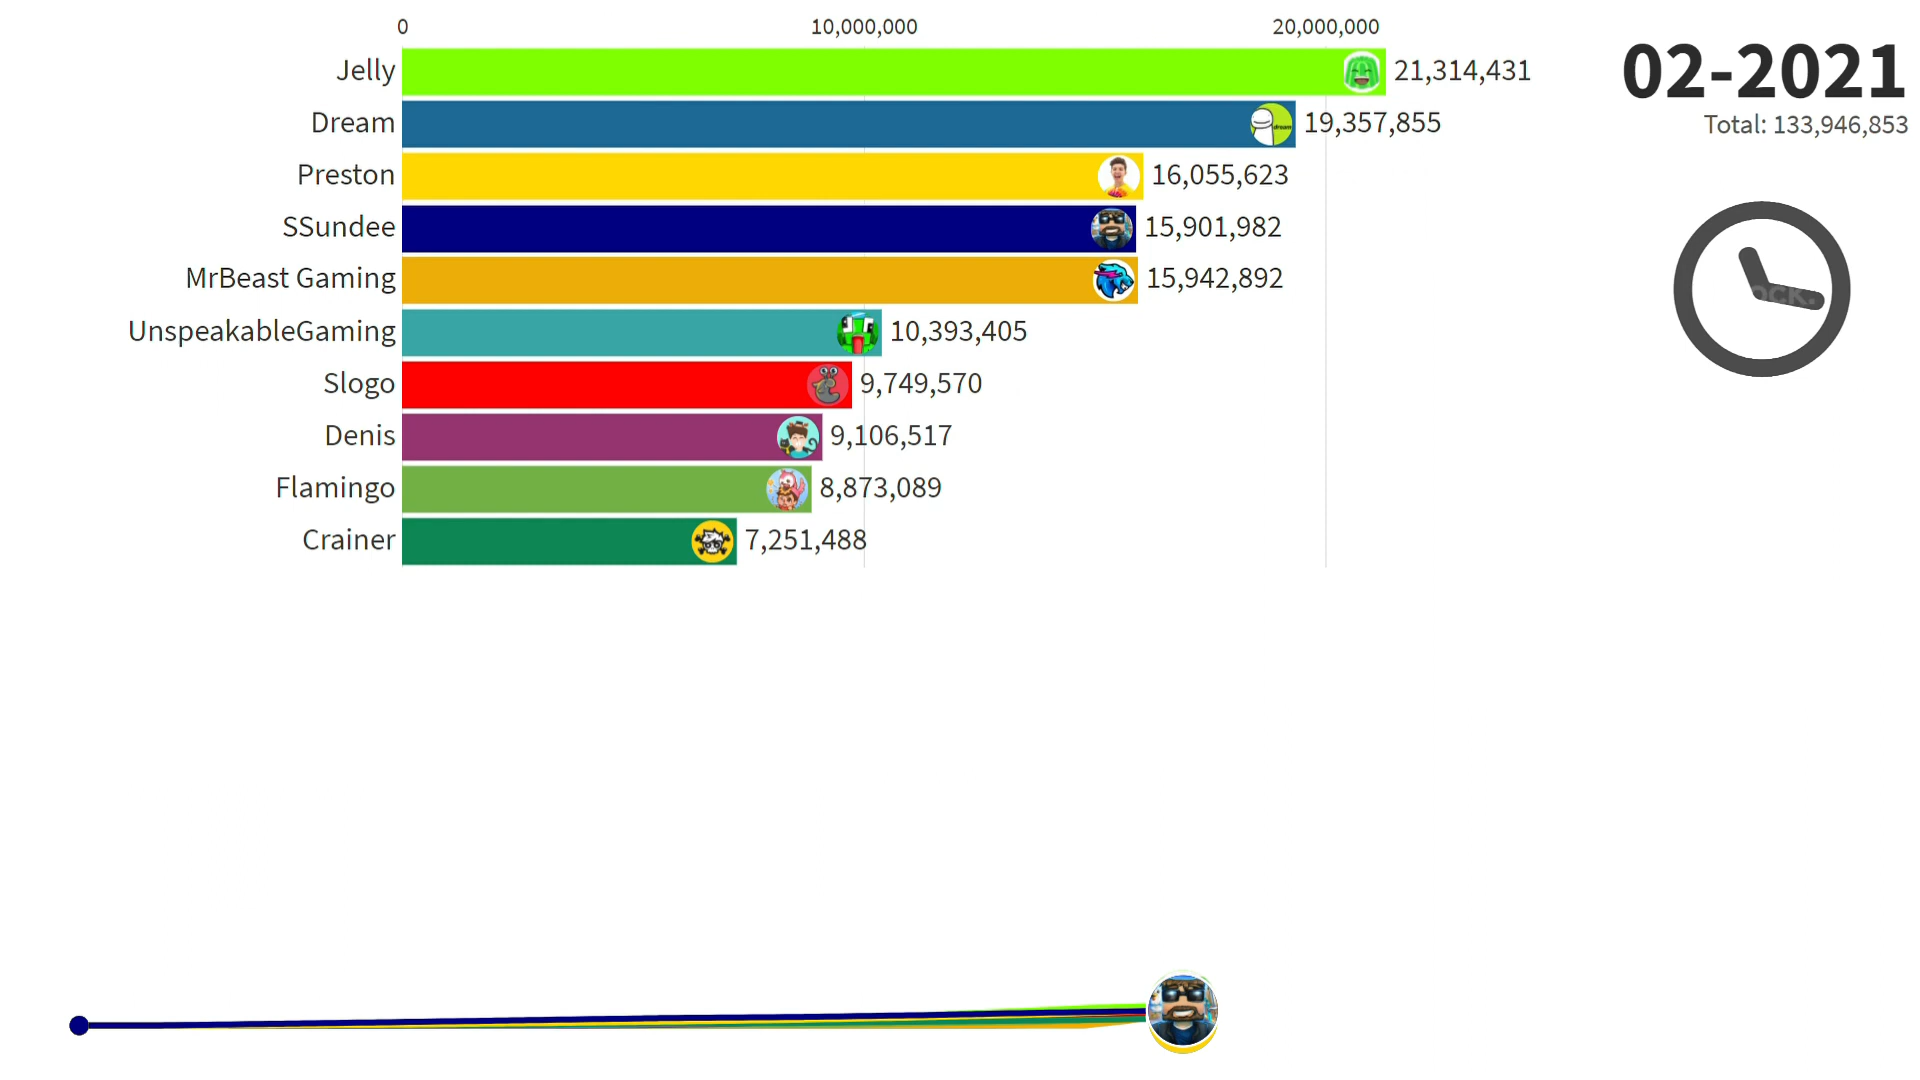 0 10,000,000 20,000,000
Jelly 21,314,431
Dream dream 19,357,855
Preston 16,055,623
SSundee 15,901,982
MrBeast Gaming 15,942,892
UnspeakableGaming 10,393,405
Slogo 9,749,570
Denis 9,106,517
Flamingo 8,873,089
Crainer 7,251,488
02-2021
Total: 133,946,853